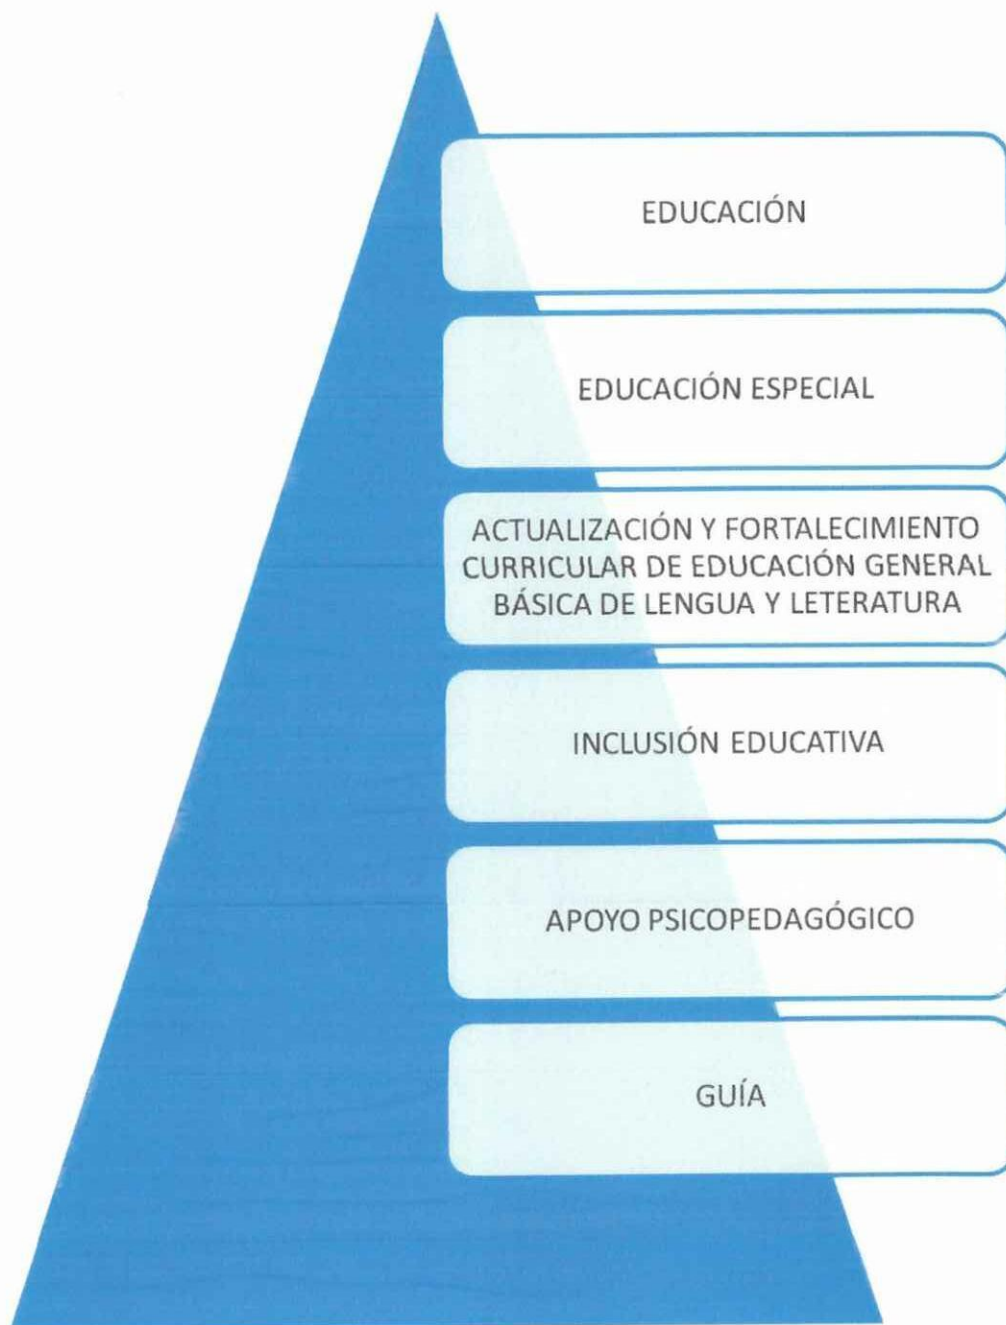 EDUCACIÓN
EDUCACIÓN ESPECIAL
ACTUALIZACIÓN Y FORTALECIMIENTO
CURRICULAR DE EDUCACIÓN GENERAL
BÁSICA DE LENGUA Y LETERATURA
INCLUSIÓN EDUCATIVA
APOYO PSICOPEDAGÓGICO
GUÍA